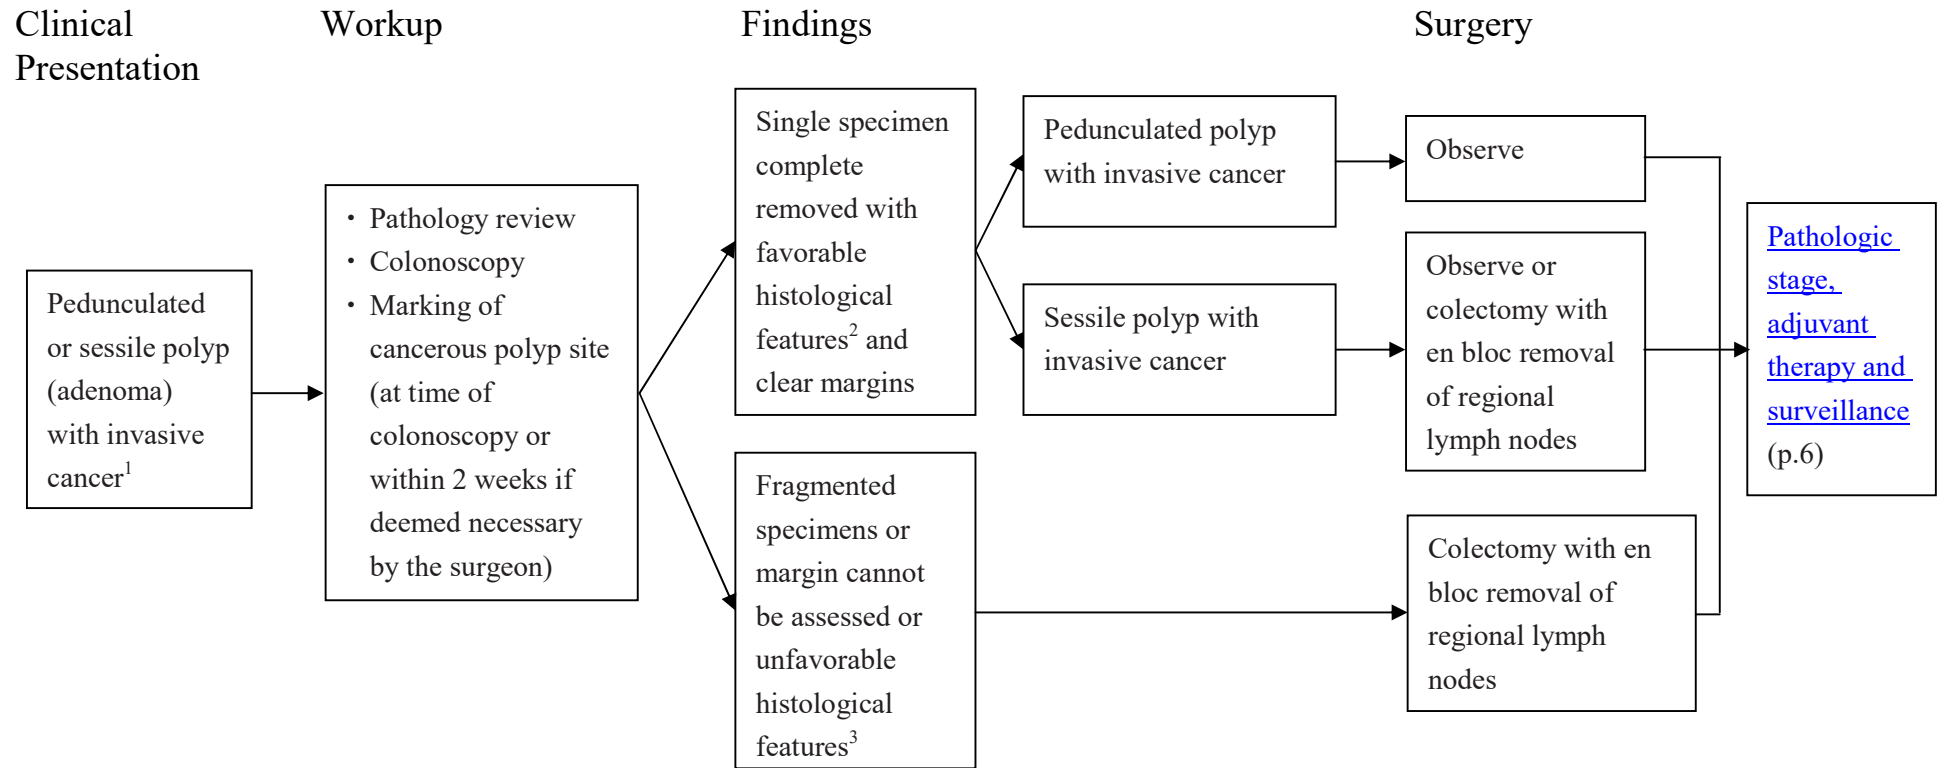 Clinical
Presentation
Workup
Findings
Surgery
Pedunculated
or sessile polyp
(adenoma)
with invasive
cancer1
・ Pathology review
・ Colonoscopy
・ Marking of
cancerous polyp site
(at time of
colonoscopy or
within 2 weeks if
deemed necessary
by the surgeon)
Single specimen
complete
removed with
favorable
histological
features2 and
clear margins
Fragmented
specimens or
margin cannot
be assessed or
unfavorable
histological
features3
Pedunculated polyp
with invasive cancer
Sessile polyp with
invasive cancer
Observe
Observe or
colectomy with
en bloc removal
of regional
lymph nodes
Colectomy with en
bloc removal of
regional lymph
nodes
Pathologic
stage,
adjuvant
therapy and
surveillance
(p.6)